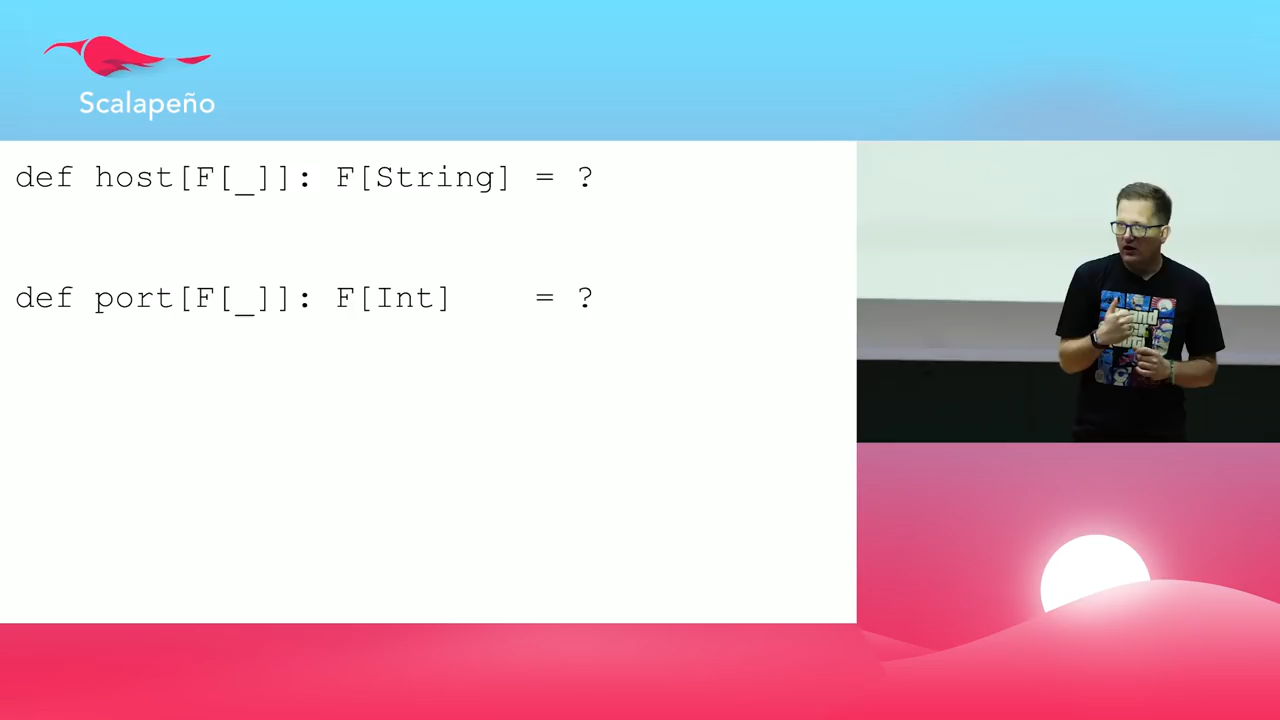 Scalapeño
def host[F[_]]: F[String] = ?
def port[F[_]]: F[Int]    = ?